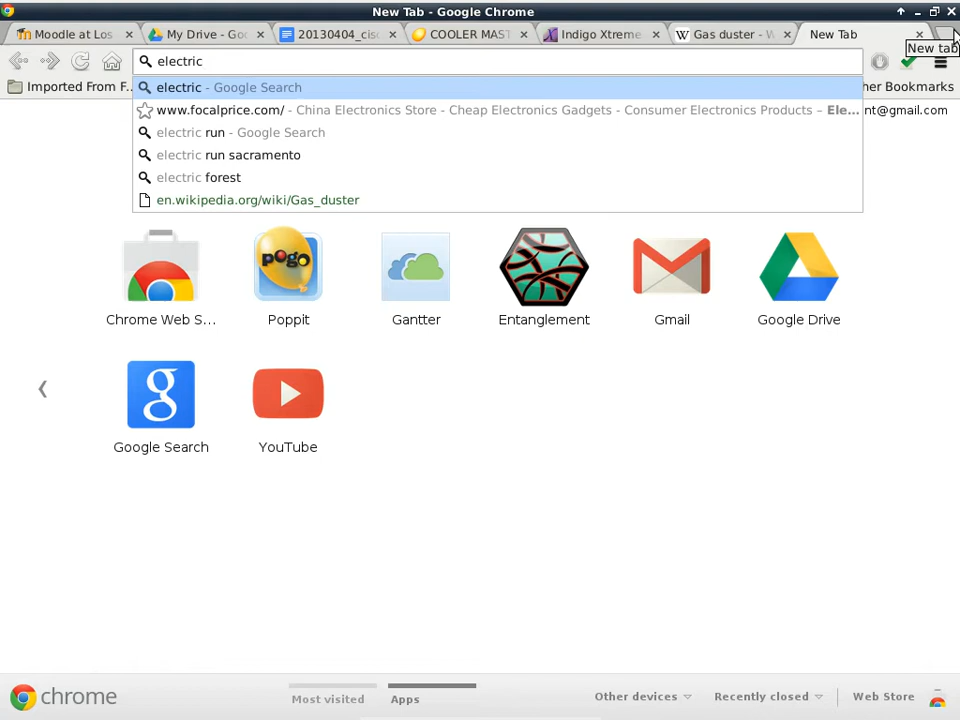 New Tab - Google Chrome
Moodle at Los
My Drive - Goo
20130404_cisc
COOLER MAST
Indigo Xtreme
W Gas duster - W
New Tab
New tab
electric
Imported From F...
her Bookmarks
electric - Google Search
www.focalprice.com/ - China Electronics Store - Cheap Electronics Gadgets - Consumer Electronics Products – Ele...
nt@gmail.com
electric run - Google Search
electric run sacramento
electric forest
en.wikipedia.org/wiki/Gas_duster
pogo
Chrome Web S...
Poppit
Gantter
Entanglement
Gmail
Google Drive
g
Google Search
YouTube
chrome
Most visited
Apps
Other devices
Recently closed
Web Store